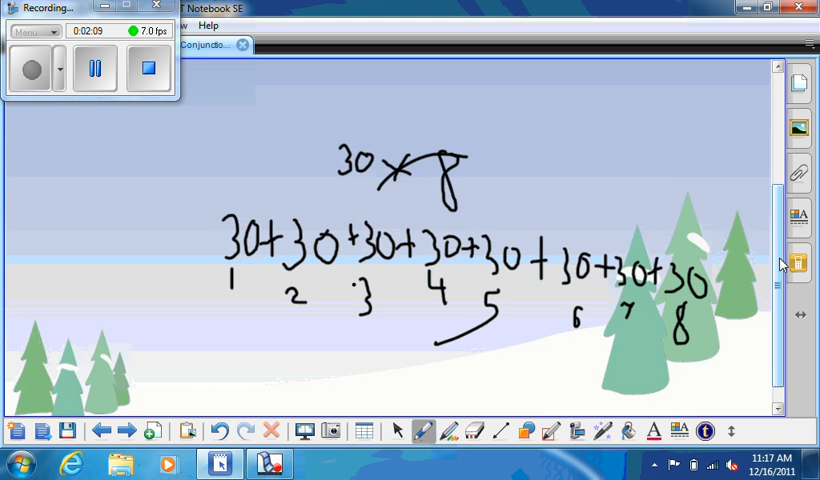 Recording... T Notebook SE
Menu 0:02:09 7.0 fps w Help
Conjunctio...
30 × 8
30+30+30+30+30+30+30+30
1 2 3 4 5 6 7 8
A t
11:17 AM
12/16/2011